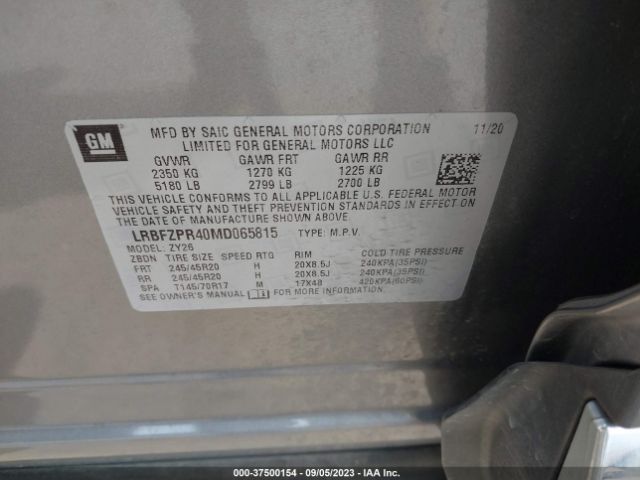 GM
MFD BY SAIC GENERAL MOTORS CORPORATION 11/20
LIMITED FOR GENERAL MOTORS LLC
GVWR GAWR FRT GAWR RR
2350 KG 1270 KG 1225 KG
5180 LB 2799 LB 2700 LB
THIS VEHICLE CONFORMS TO ALL APPLICABLE U.S. FEDERAL MOTOR
VEHICLE SAFETY AND THEFT PREVENTION STANDARDS IN EFFECT ON THE
DATE OF MANUFACTURE SHOWN ABOVE.
LRBFZPR40MD065815 TYPE: M.P.V.
MODEL: ZY26
ZBDN TIRE SIZE SPEED RTG RIM COLD TIRE PRESSURE
FRT 245/45R20 H 20X8.5J 240KPA(35PSI)
RR 245/45R20 H 20X8.5J 240KPA(35PSI)
SPA T145/70R17 M 17X4B 420KPA(60PSI)
SEE OWNER'S MANUAL FOR MORE INFORMATION.
000-37500154 - 09/05/2023 - IAA Inc.